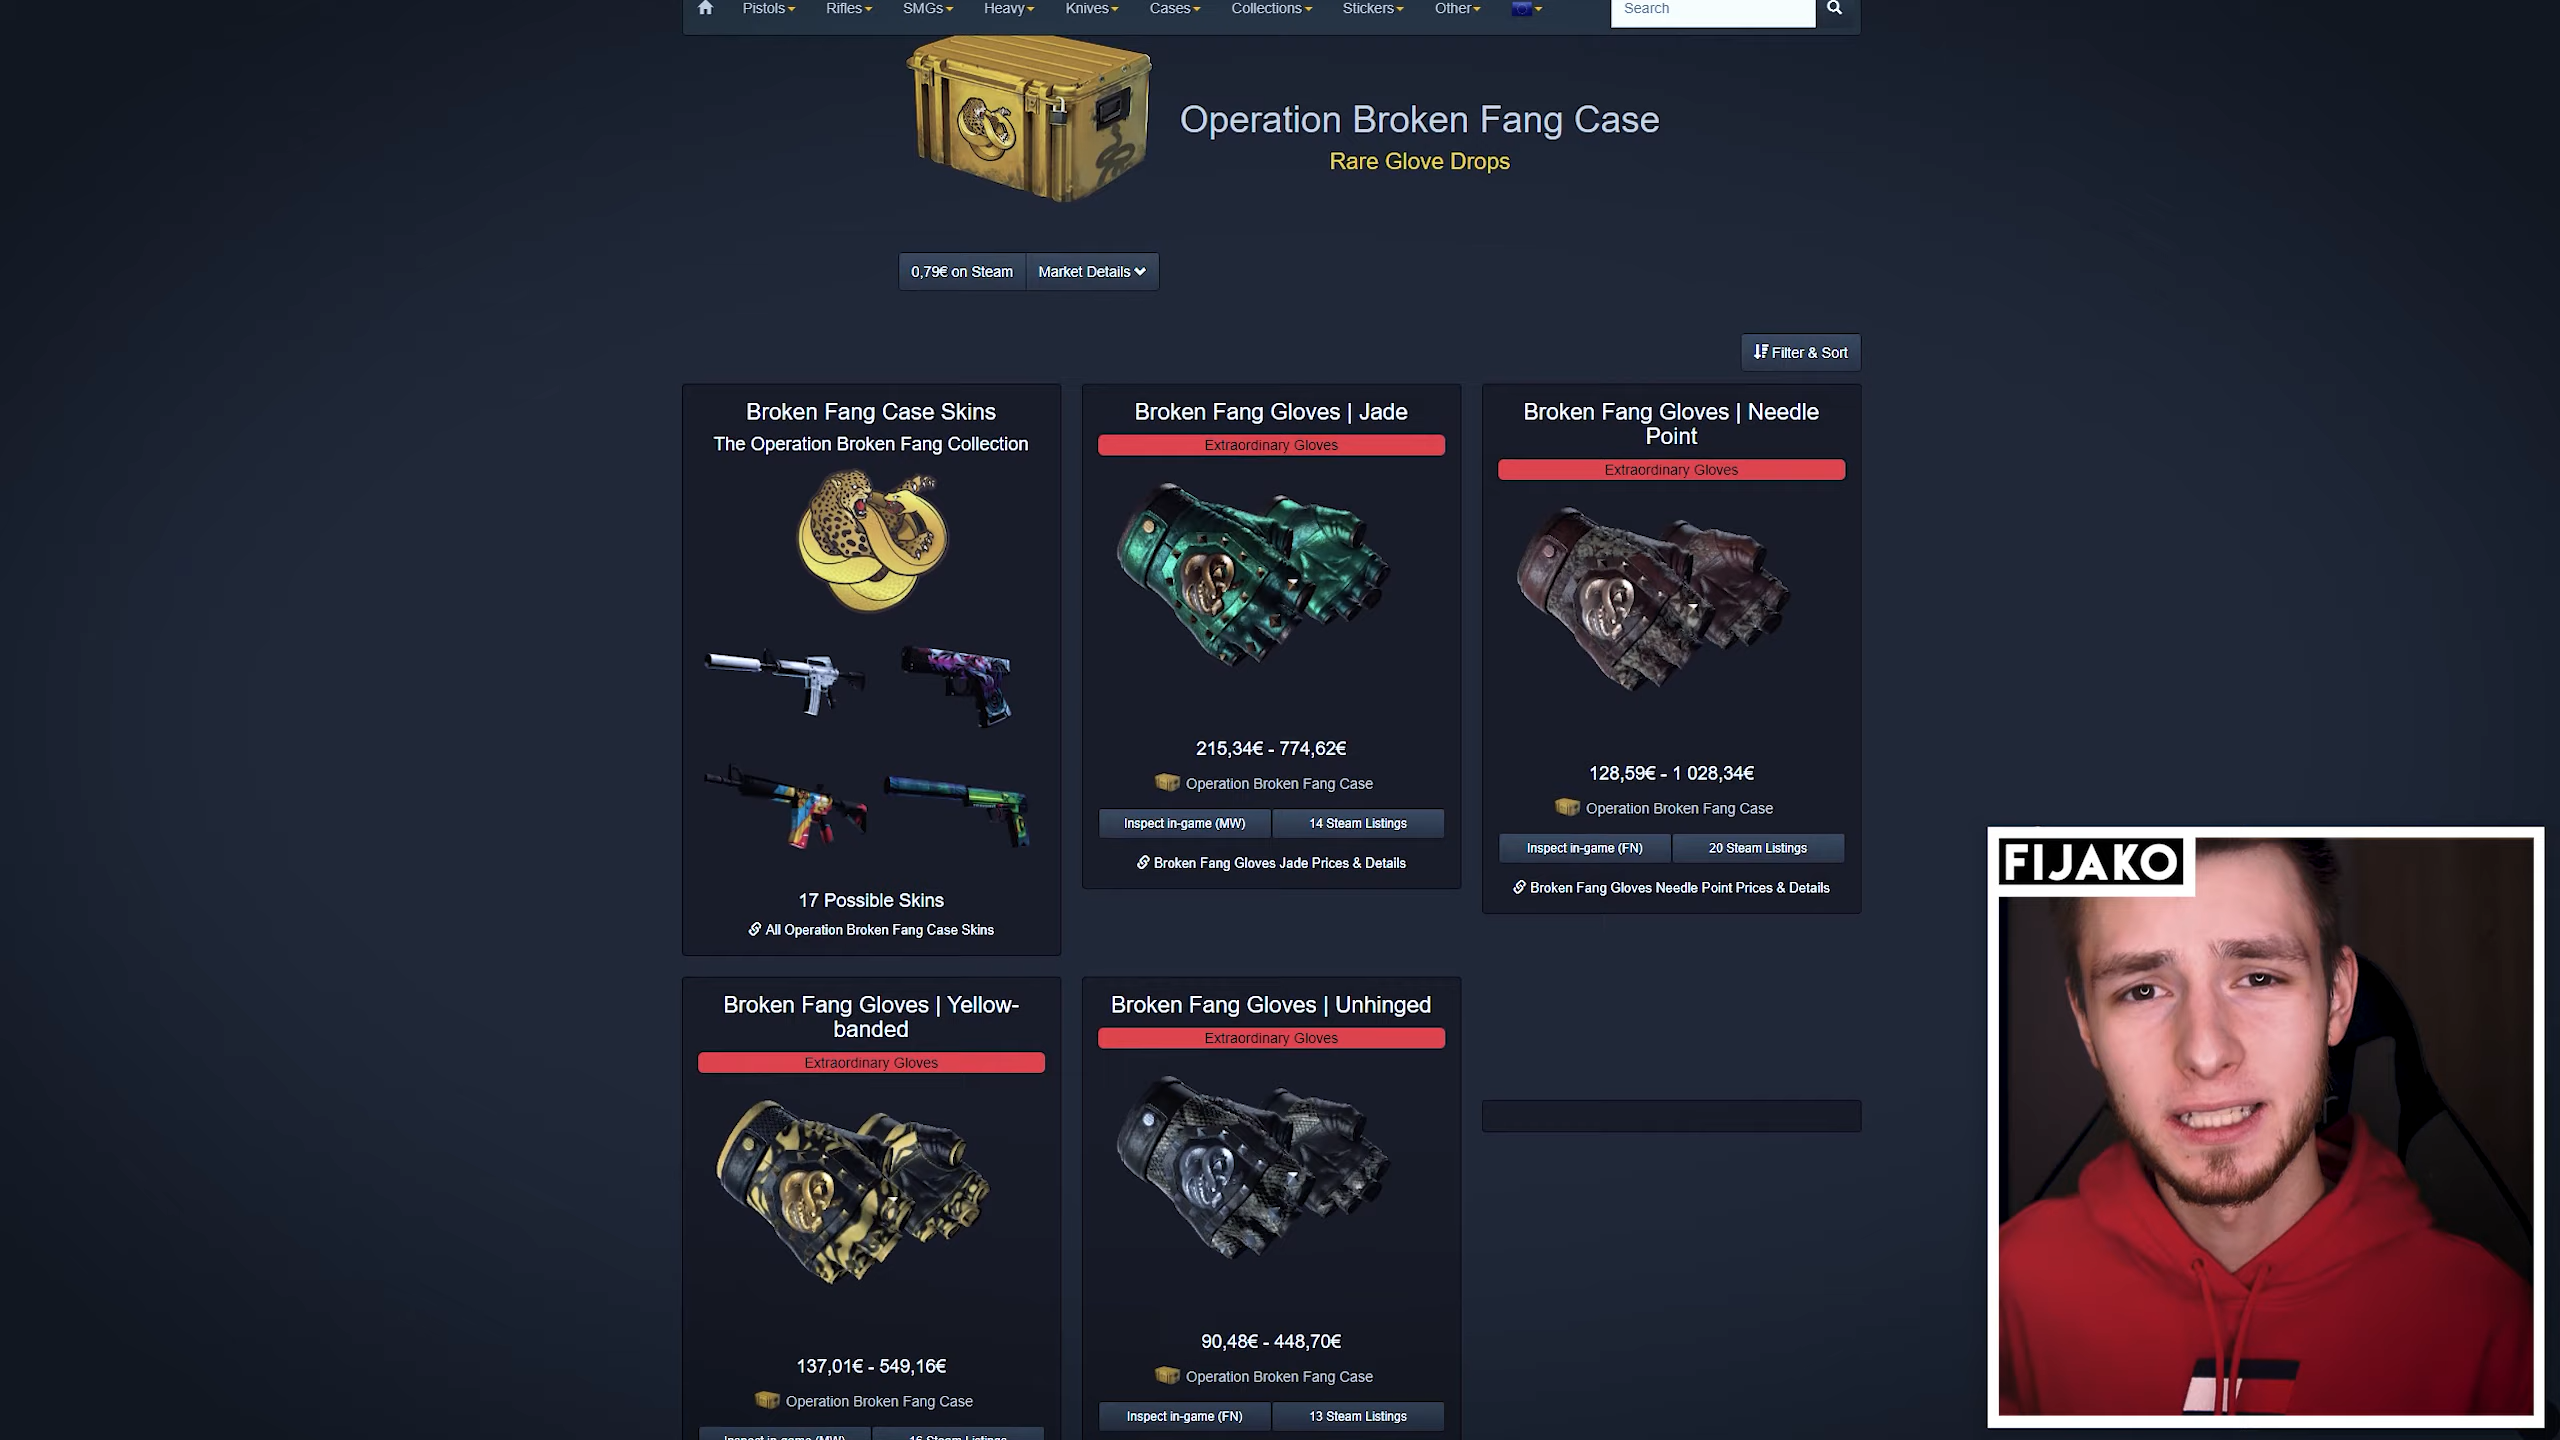 Pistols
Rifles
SMGs
Heavy
Knives
Cases
Collections
Stickers
Other
Search
Operation Broken Fang Case
Rare Glove Drops
0,79€ on Steam
Market Details
Filter & Sort
Broken Fang Case Skins
The Operation Broken Fang Collection
17 Possible Skins
All Operation Broken Fang Case Skins
Broken Fang Gloves | Jade
Extraordinary Gloves
215,34€ - 774,62€
Operation Broken Fang Case
Inspect in-game (MW)
14 Steam Listings
Broken Fang Gloves Jade Prices & Details
Broken Fang Gloves | Needle
Point
Extraordinary Gloves
128,59€ - 1 028,34€
Operation Broken Fang Case
Inspect in-game (FN)
20 Steam Listings
Broken Fang Gloves Needle Point Prices & Details
Broken Fang Gloves | Yellow-
banded
Extraordinary Gloves
137,01€ - 549,16€
Operation Broken Fang Case
Inspect in-game (MW)
16 Steam Listings
Broken Fang Gloves | Unhinged
Extraordinary Gloves
90,48€ - 448,70€
Operation Broken Fang Case
Inspect in-game (FN)
13 Steam Listings
FIJAKO